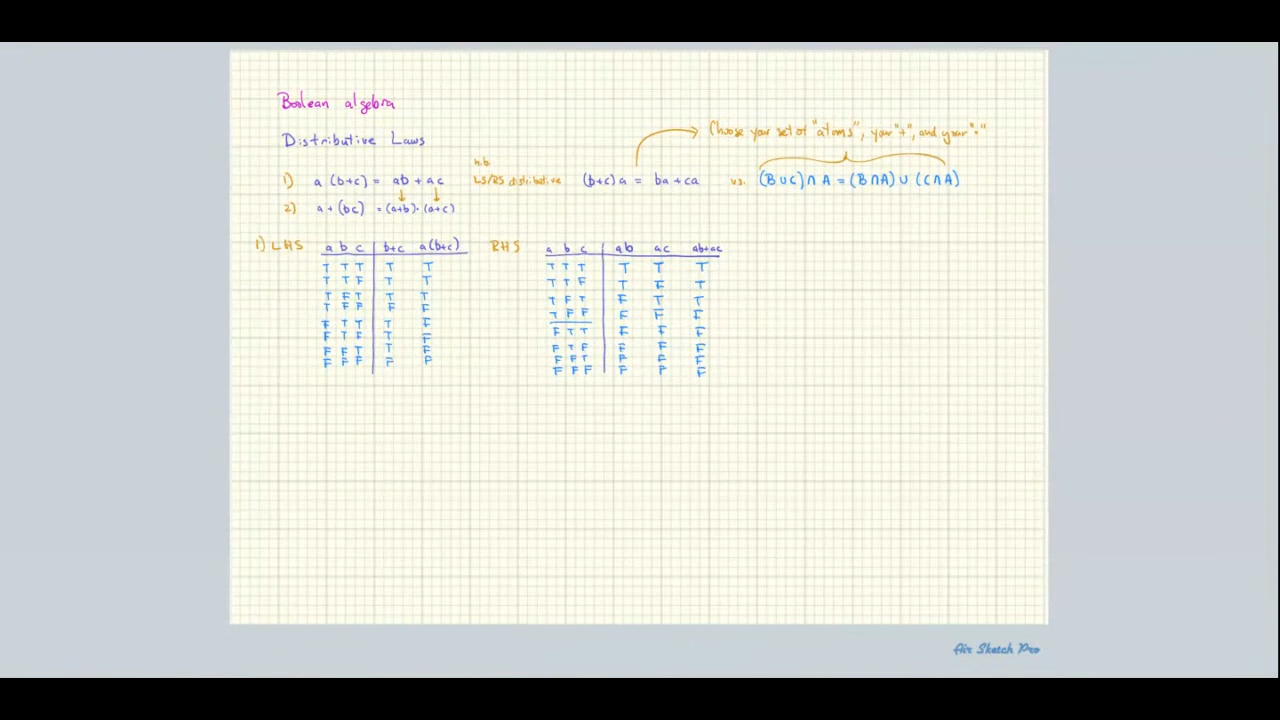 Boolean algebra
Choose your set of "atoms", your "+", and your "·"
Distributive Laws
n.b.
1) a (b+c) = ab + ac LS/RS distributive (b+c) a = ba + ca vs. (B ∪ C) ∩ A = (B ∩ A) ∪ (C ∩ A)
2) a + (bc) = (a+b) · (a+c)
1) LHS a b c b+c a(b+c) RHS a b c ab ac ab+ac
T T T T T T T T T T T
T T F T T T T F T F T
T F T T T T F T F T T
T F F F F T F F F F F
F T T T F F T T F F F
F T F T F F T F F F F
F F T T F F F T F F F
F F F F F F F F F F F
Air Sketch Pro